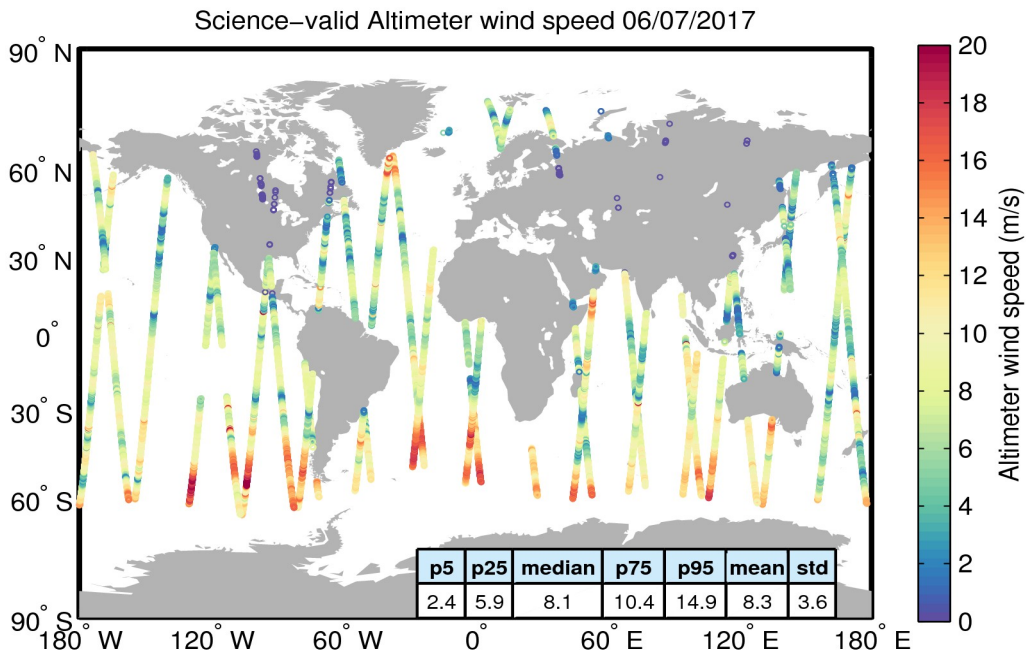 Science−valid Altimeter wind speed 06/07/2017
90° N
60° N
30° N
0°
30° S
60° S
90° S
180° W
120° W
60° W
0°
60° E
120° E
180° E
p5 p25 median p75 p95 mean std
2.4 5.9 8.1 10.4 14.9 8.3 3.6
20
18
16
14
12
10
8
6
4
2
0
Altimeter wind speed (m/s)